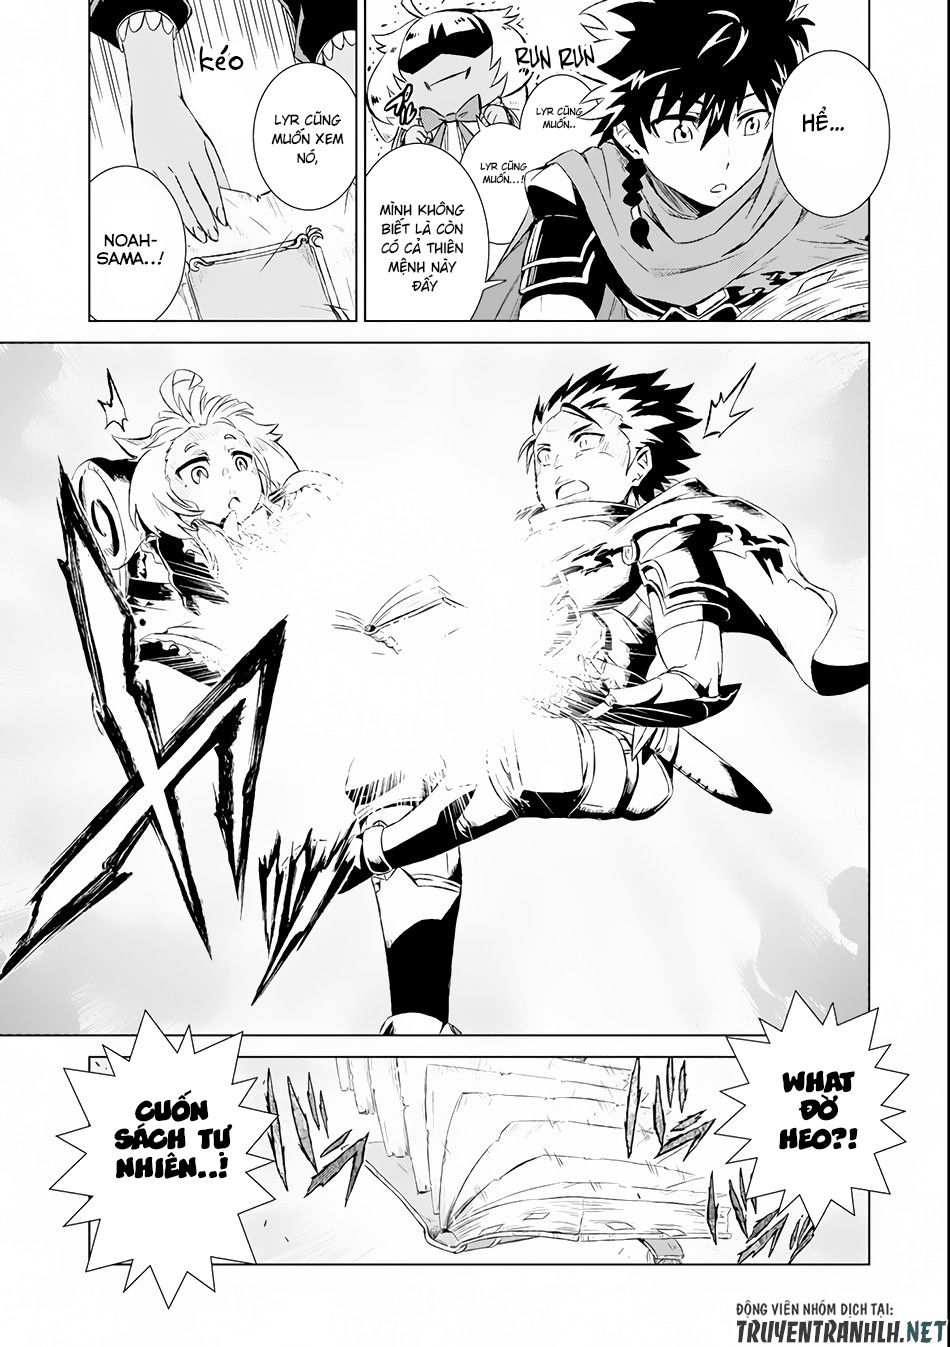 HỂ...
RUN RUN
LYR CŨNG
MUỐN..
LYR CŨNG
MUỐN...!
MÌNH KHÔNG
BIẾT LÀ CÒN
CÓ CẢ THIÊN
MỆNH NÀY
ĐẤY
kéo
LYR CŨNG
MUỐN XEM
NÓ,
NOAH-
SAMA..!
WHAT
ĐỜ
HEO?!
CUỐN
SÁCH TỰ
NHIÊN..!
ĐỘNG VIÊN NHÓM DỊCH TẠI:
TRUYENTRANHLH.NET